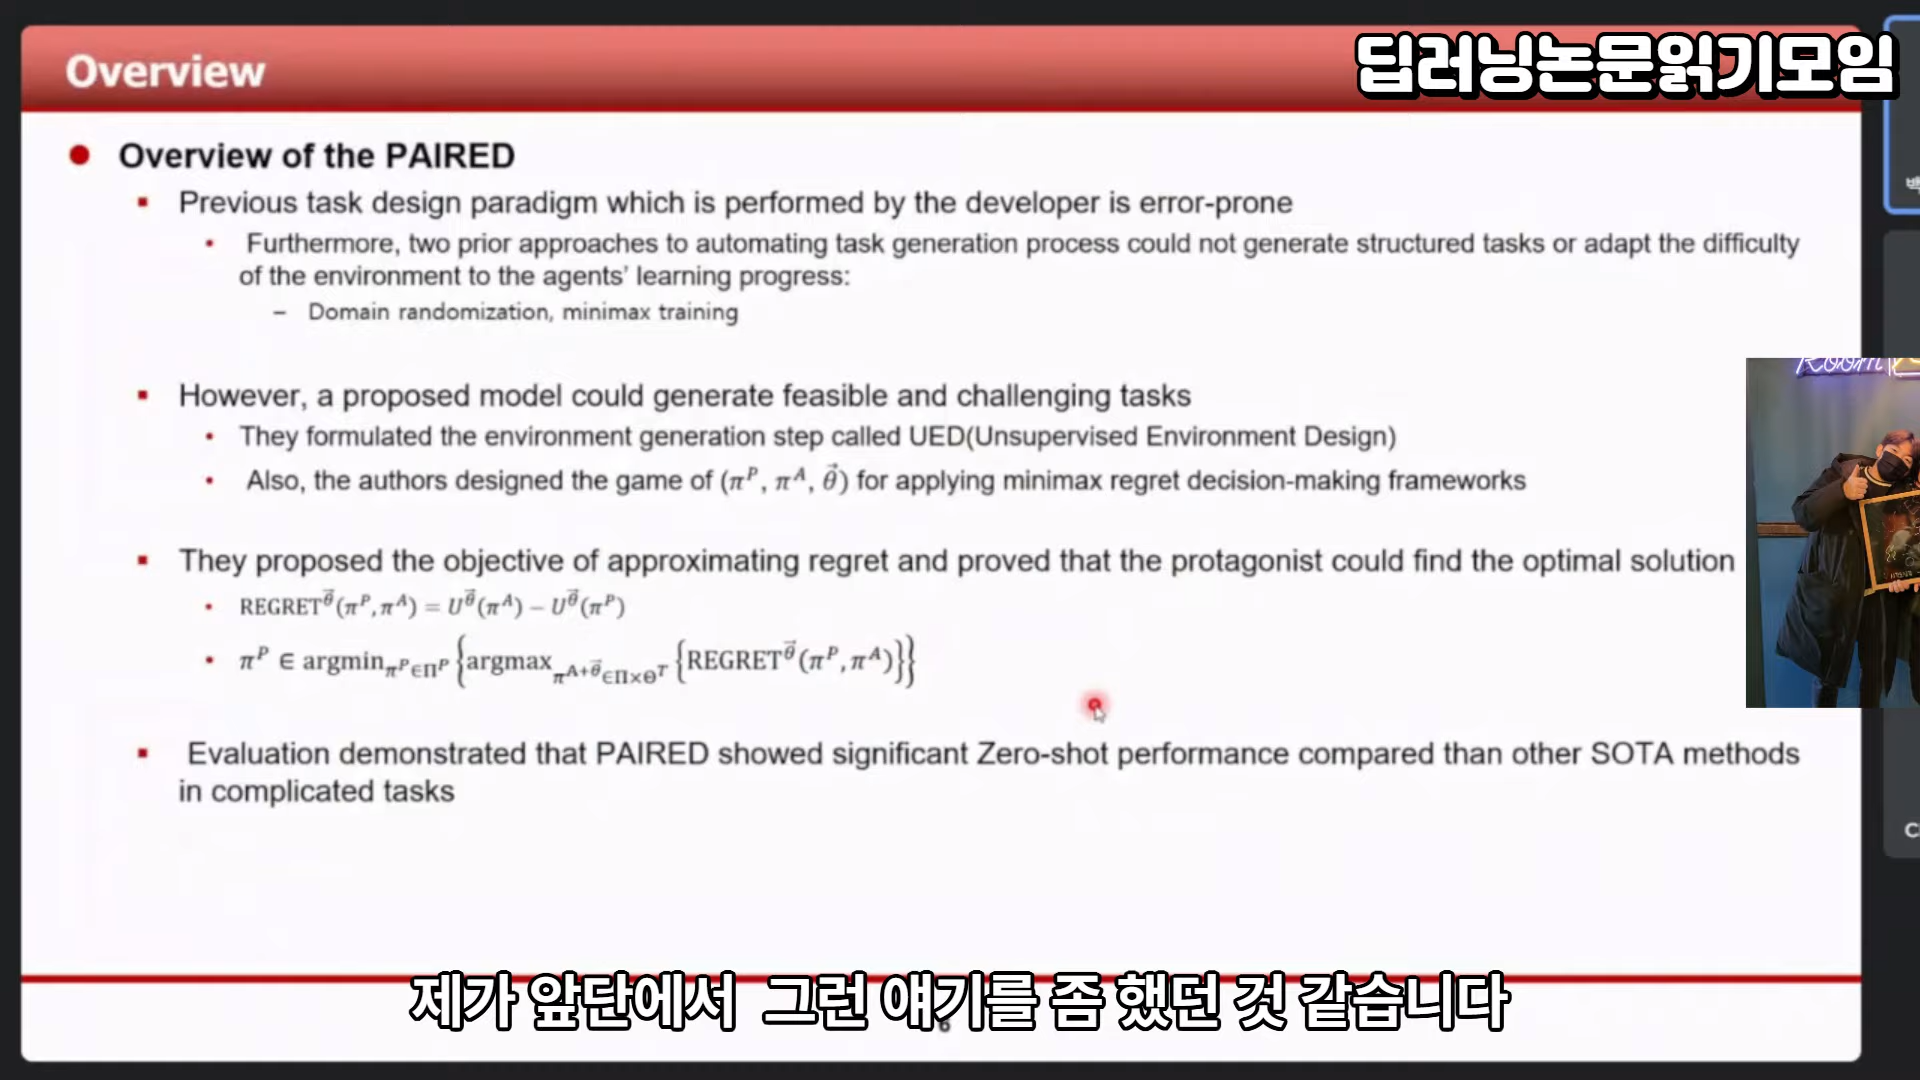 Overview
딥러닝논문읽기모임
Overview of the PAIRED
Previous task design paradigm which is performed by the developer is error-prone
Furthermore, two prior approaches to automating task generation process could not generate structured tasks or adapt the difficulty
of the environment to the agents' learning progress:
– Domain randomization, minimax training
However, a proposed model could generate feasible and challenging tasks
They formulated the environment generation step called UED(Unsupervised Environment Design)
Also, the authors designed the game of (π^P, π^A, θ⃗) for applying minimax regret decision-making frameworks
They proposed the objective of approximating regret and proved that the protagonist could find the optimal solution
REGRET^θ⃗(π^P, π^A) = U^θ⃗(π^A) − U^θ⃗(π^P)
π^P ∈ argmin_{π^P∈Π^P} {argmax_{π^A+θ⃗∈Π×Θ^T} {REGRET^θ⃗(π^P, π^A)}}
Evaluation demonstrated that PAIRED showed significant Zero-shot performance compared than other SOTA methods
in complicated tasks
제가 앞단에서 그런 얘기를 좀 했던 것 같습니다
6